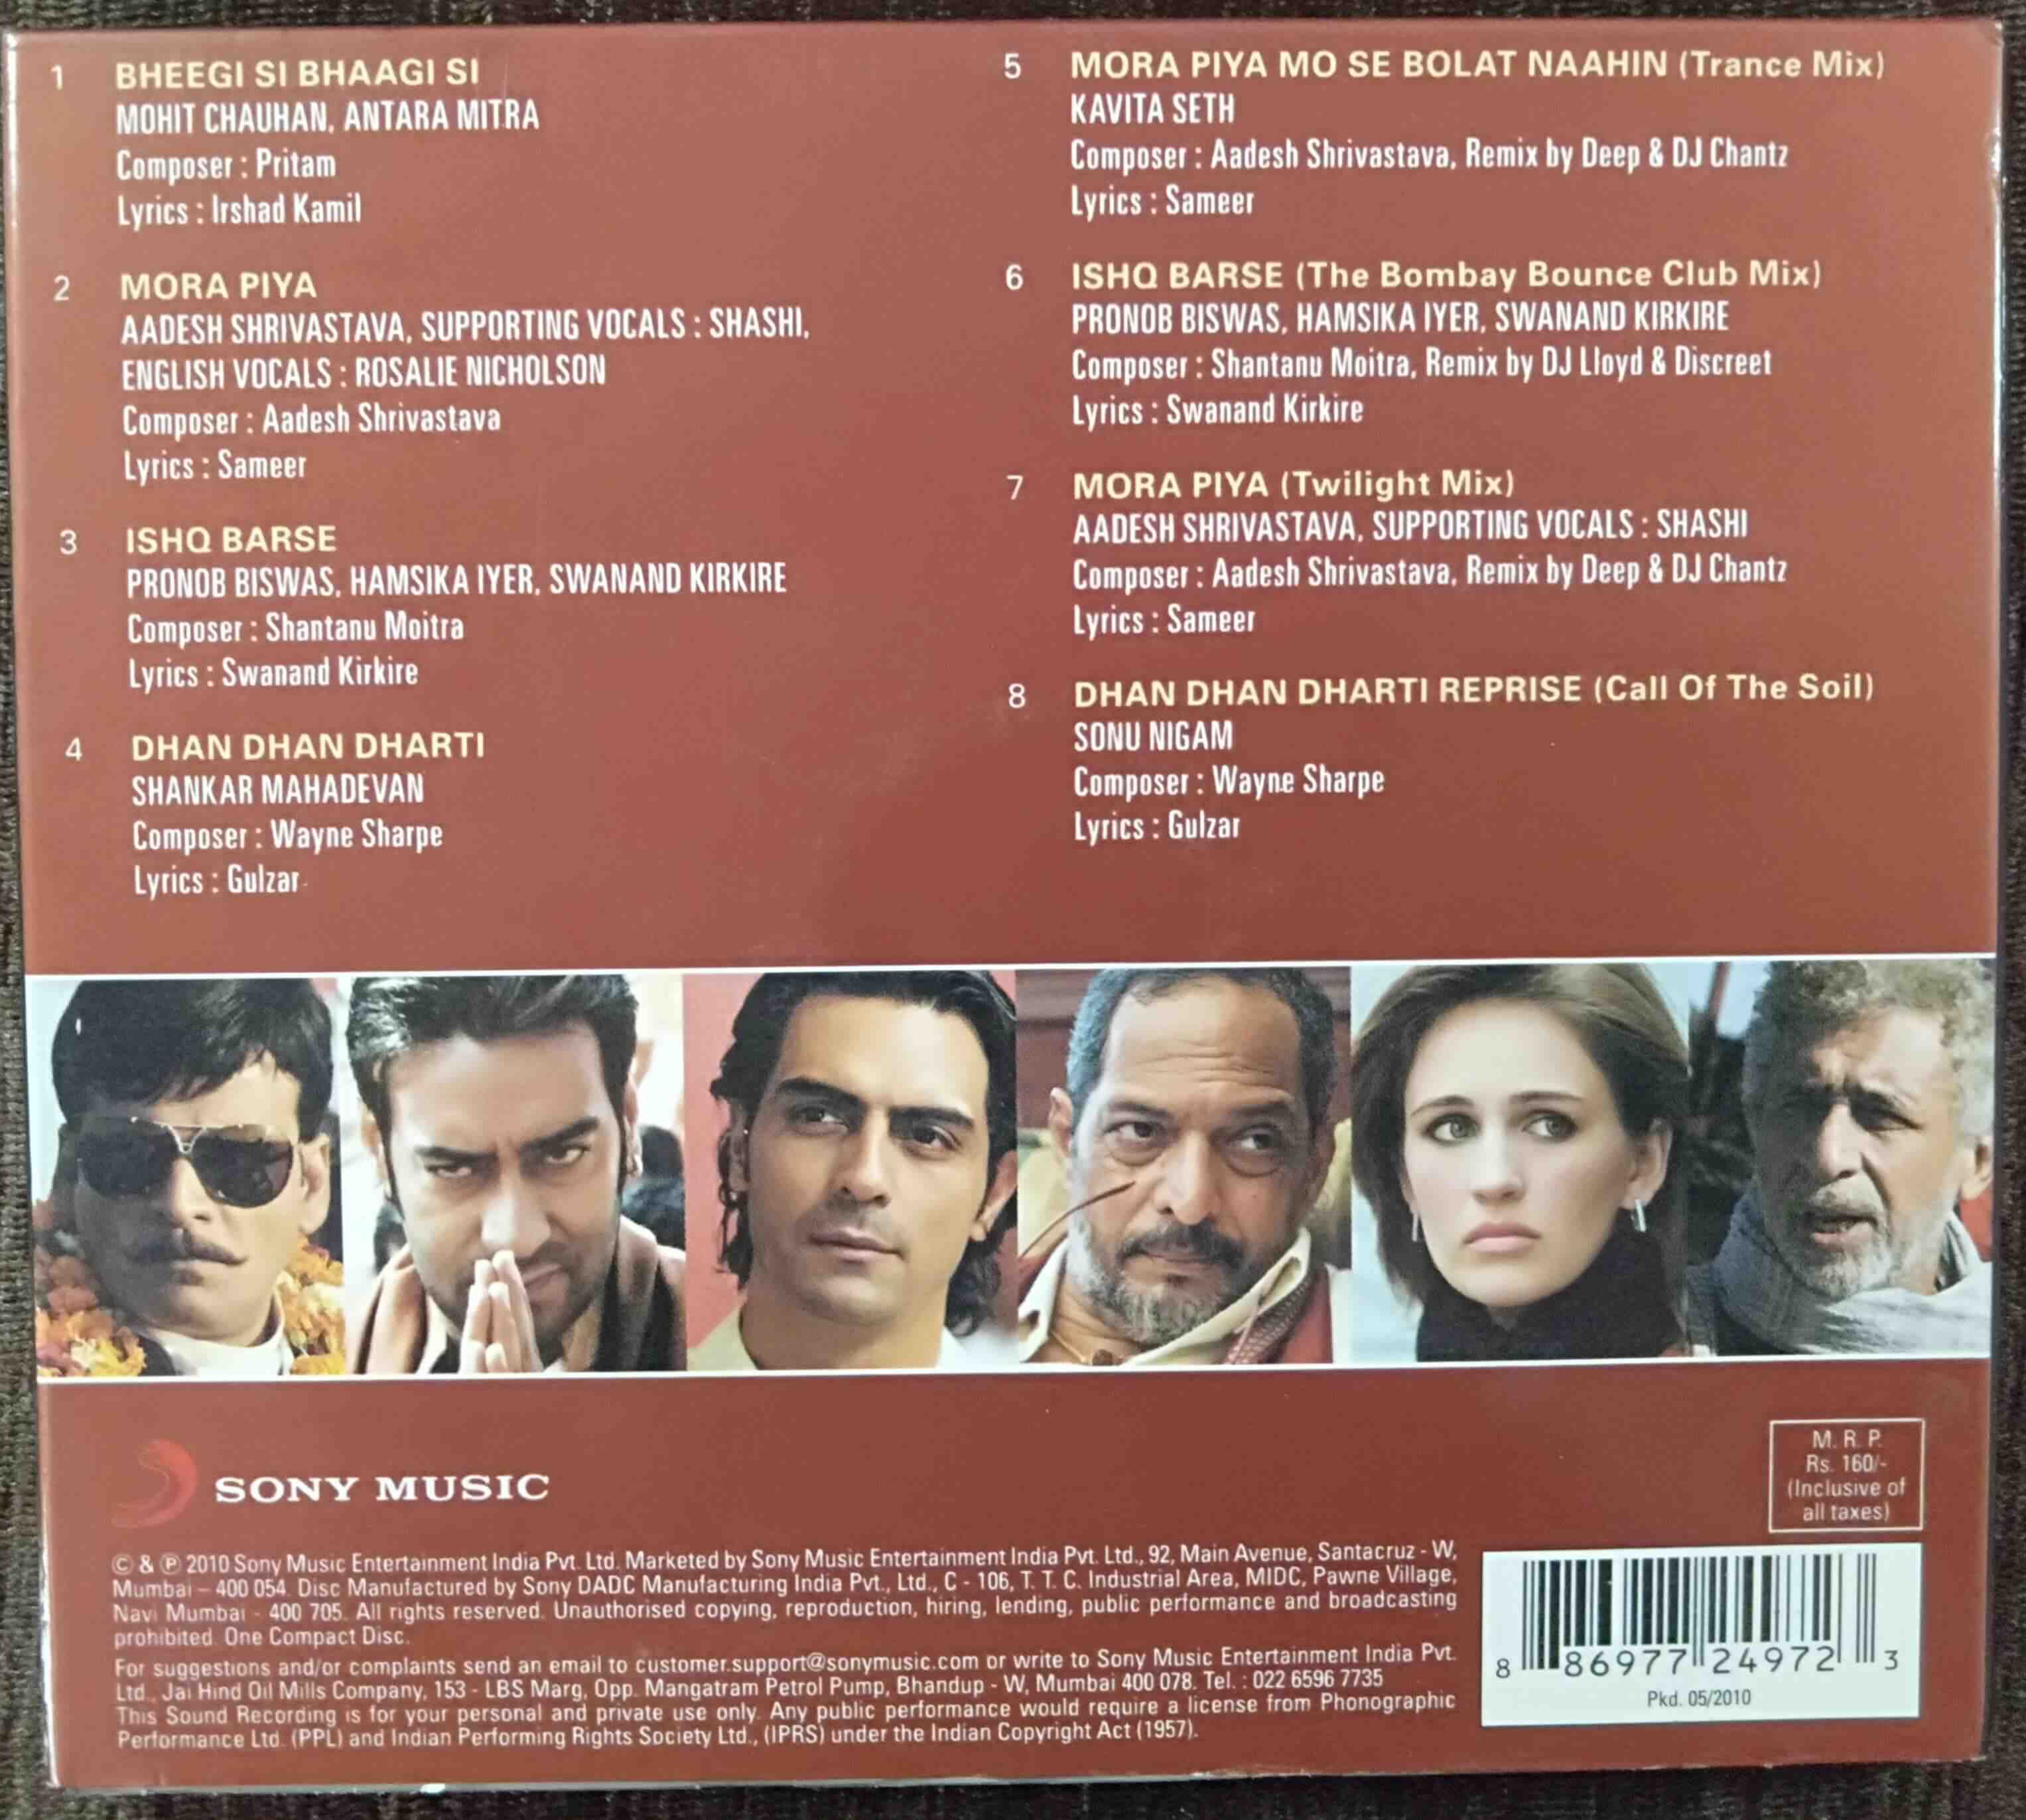 1 BHEEGI SI BHAAGI SI
MOHIT CHAUHAN, ANTARA MITRA
Composer : Pritam
Lyrics : Irshad Kamil
2 MORA PIYA
AADESH SHRIVASTAVA, SUPPORTING VOCALS : SHASHI,
ENGLISH VOCALS : ROSALIE NICHOLSON
Composer : Aadesh Shrivastava
Lyrics : Sameer
3 ISHQ BARSE
PRONOB BISWAS, HAMSIKA IYER, SWANAND KIRKIRE
Composer : Shantanu Moitra
Lyrics : Swanand Kirkire
4 DHAN DHAN DHARTI
SHANKAR MAHADEVAN
Composer : Wayne Sharpe
Lyrics : Gulzar
5 MORA PIYA MO SE BOLAT NAAHIN (Trance Mix)
KAVITA SETH
Composer : Aadesh Shrivastava, Remix by Deep & DJ Chantz
Lyrics : Sameer
6 ISHQ BARSE (The Bombay Bounce Club Mix)
PRONOB BISWAS, HAMSIKA IYER, SWANAND KIRKIRE
Composer : Shantanu Moitra, Remix by DJ Lloyd & Discreet
Lyrics : Swanand Kirkire
7 MORA PIYA (Twilight Mix)
AADESH SHRIVASTAVA, SUPPORTING VOCALS : SHASHI
Composer : Aadesh Shrivastava, Remix by Deep & DJ Chantz
Lyrics : Sameer
8 DHAN DHAN DHARTI REPRISE (Call Of The Soil)
SONU NIGAM
Composer : Wayne Sharpe
Lyrics : Gulzar
SONY MUSIC
M. R. P.
Rs. 160/-
(Inclusive of
all taxes)
© & ℗ 2010 Sony Music Entertainment India Pvt. Ltd. Marketed by Sony Music Entertainment India Pvt. Ltd., 92, Main Avenue, Santacruz - W,
Mumbai – 400 054. Disc Manufactured by Sony DADC Manufacturing India Pvt., Ltd., C - 106, T. T. C. Industrial Area, MIDC, Pawne Village,
Navi Mumbai - 400 705. All rights reserved. Unauthorised copying, reproduction, hiring, lending, public performance and broadcasting
prohibited. One Compact Disc.
For suggestions and/or complaints send an email to customer.support@sonymusic.com or write to Sony Music Entertainment India Pvt.
Ltd., Jai Hind Oil Mills Company, 153 - LBS Marg, Opp. Mangatram Petrol Pump, Bhandup - W, Mumbai 400 078. Tel. : 022 6596 7735
This Sound Recording is for your personal and private use only. Any public performance would require a license from Phonographic
Performance Ltd. (PPL) and Indian Performing Rights Society Ltd., (IPRS) under the Indian Copyright Act (1957).
8 86977 24972 3
Pkd. 05/2010